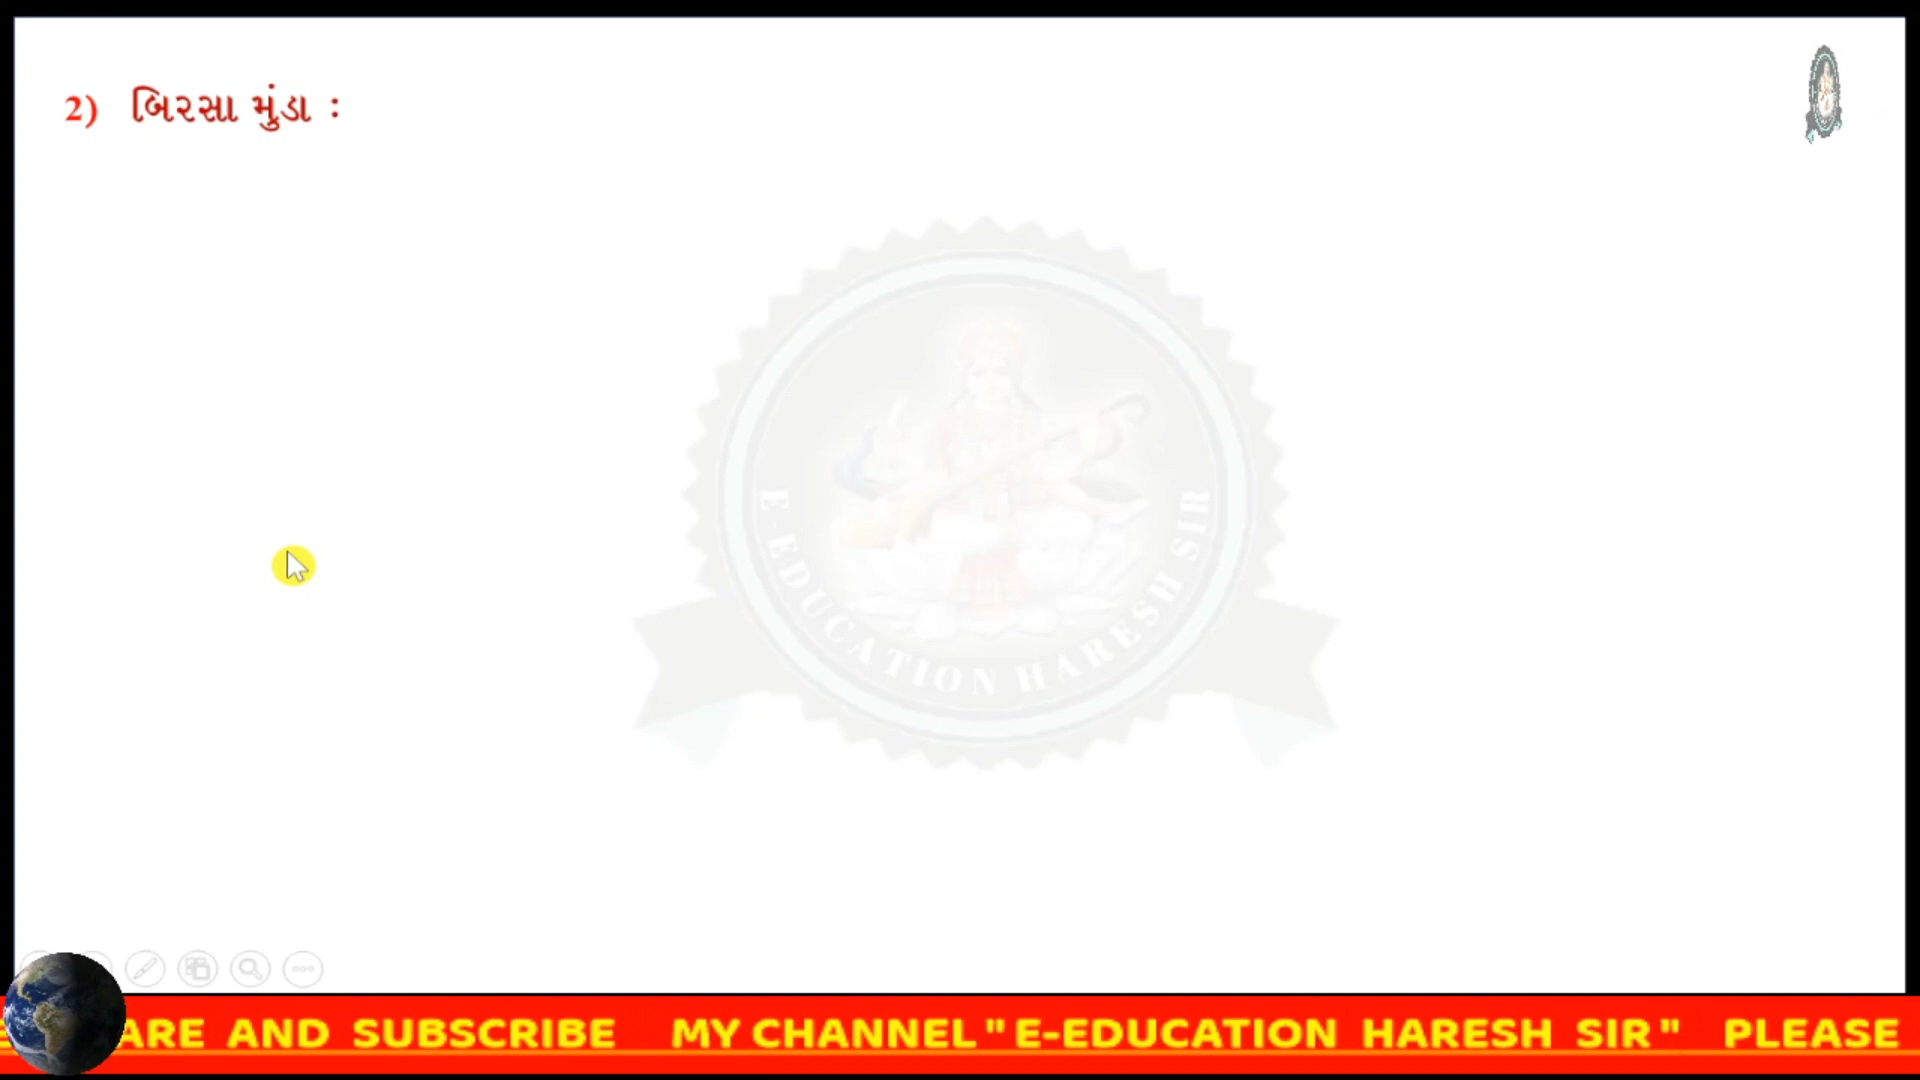 2) બિરસા મુંડા :
E-EDUCATION HARESH SIR
ARE AND SUBSCRIBE MY CHANNEL " E-EDUCATION HARESH SIR " PLEASE